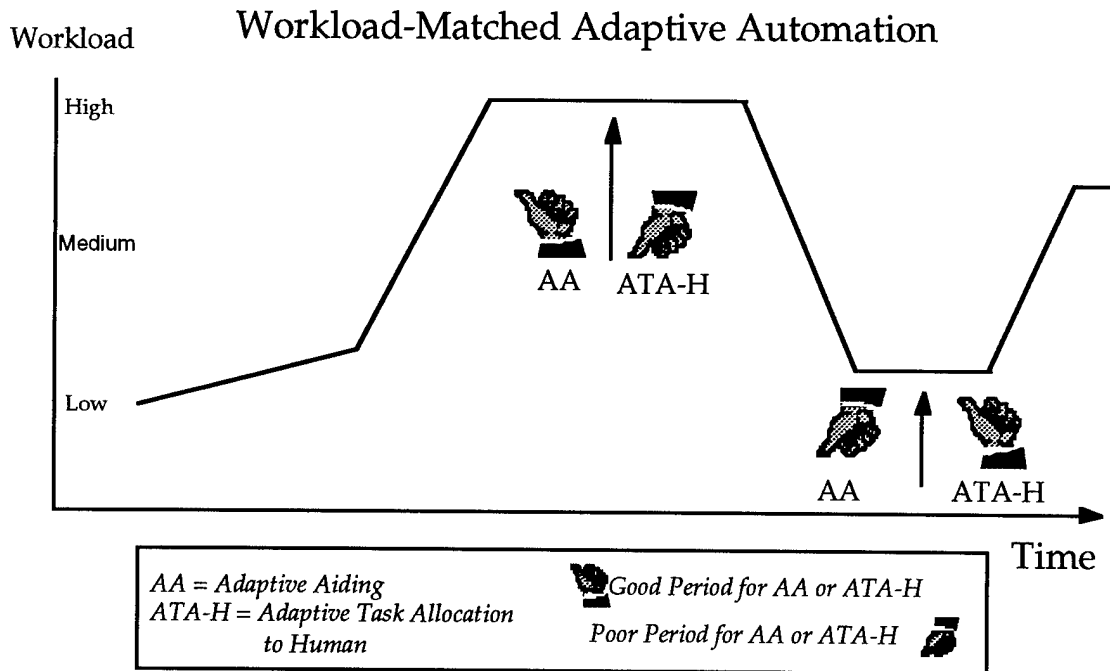 Workload-Matched Adaptive Automation
Workload
High
Medium
Low
AA
ATA-H
AA
ATA-H
Time
AA = Adaptive Aiding
ATA-H = Adaptive Task Allocation
to Human
Good Period for AA or ATA-H
Poor Period for AA or ATA-H